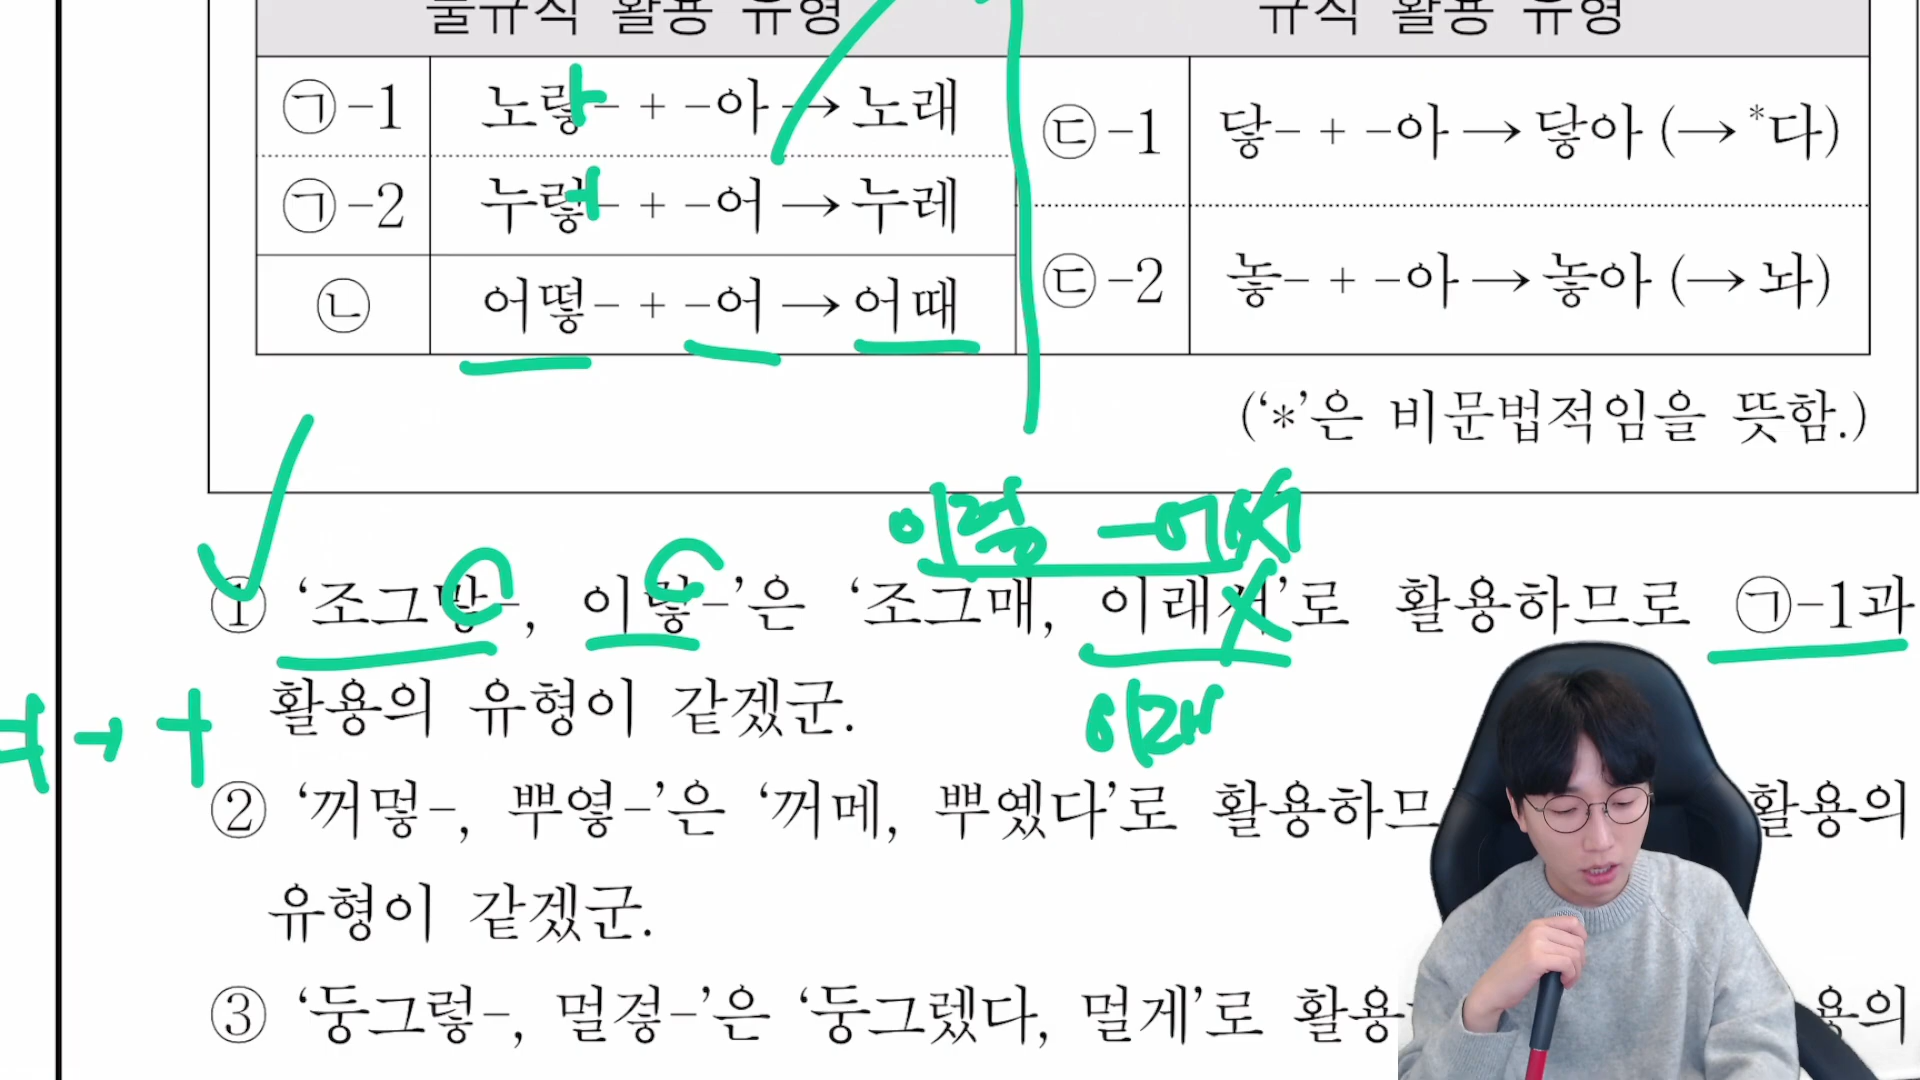 불규칙 활용 유형 규칙 활용 유형
㉠-1 노랗- + -아 → 노래
㉠-2 누렇- + -어 → 누레
㉡ 어떻- + -어 → 어때
㉢-1 닿- + -아 → 닿아 (→ *다)
㉢-2 놓- + -아 → 놓아 (→ 놔)
(‘*’은 비문법적임을 뜻함.)
이렇 -어서
① ‘조그맣-, 이렇-’은 ‘조그매, 이래서’로 활용하므로 ㉠-1과
활용의 유형이 같겠군.
이래
② ‘꺼멓-, 뿌옇-’은 ‘꺼메, 뿌옜다’로 활용하므 활용의
유형이 같겠군.
③ ‘둥그렇-, 멀겋-’은 ‘둥그렜다, 멀게’로 활용 용의